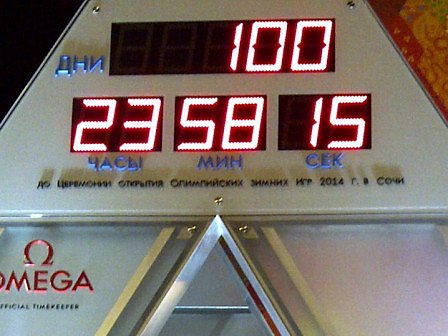 ДНИ 100
23 58 15
ЧАСЫ МИН СЕК
ДО ЦЕРЕМОНИИ ОТКРЫТИЯ ОЛИМПИЙСКИХ ЗИМНИХ ИГР 2014 Г. В СОЧИ
OMEGA
OFFICIAL TIMEKEEPER